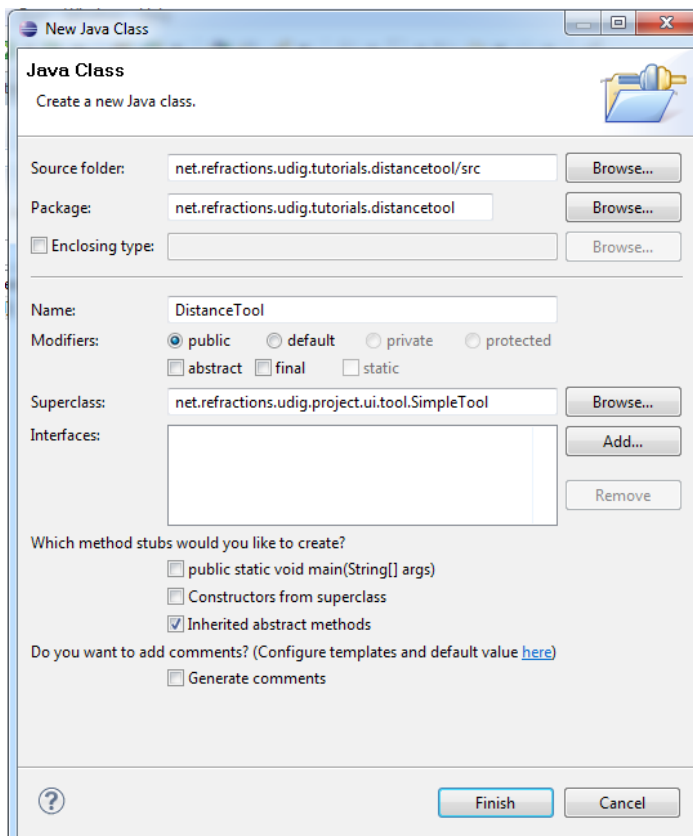 New Java Class
Java Class
Create a new Java class.
Source folder: net.refractions.udig.tutorials.distancetool/src Browse...
Package: net.refractions.udig.tutorials.distancetool Browse...
Enclosing type: Browse...
Name: DistanceTool
Modifiers: public default private protected
abstract final static
Superclass: net.refractions.udig.project.ui.tool.SimpleTool Browse...
Interfaces: Add...
Remove
Which method stubs would you like to create?
public static void main(String[] args)
Constructors from superclass
Inherited abstract methods
Do you want to add comments? (Configure templates and default value here)
Generate comments
? Finish Cancel